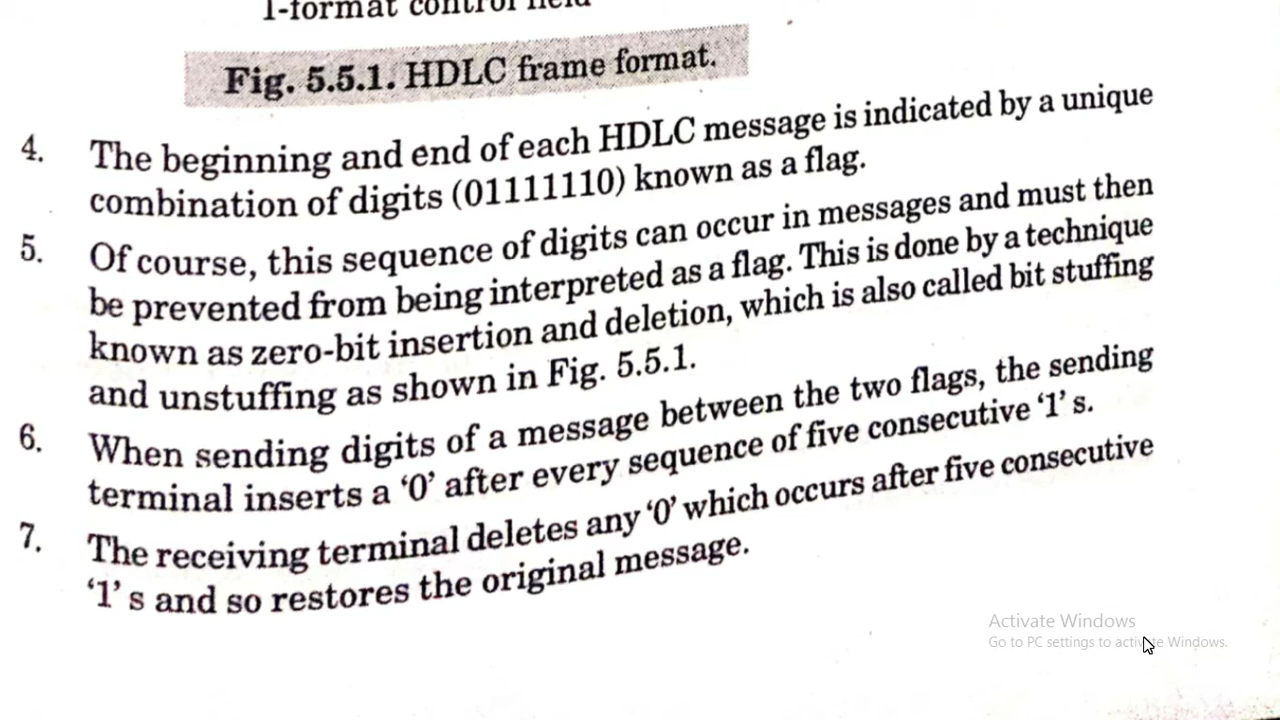 1-format control field
Fig. 5.5.1. HDLC frame format.
4. The beginning and end of each HDLC message is indicated by a unique
combination of digits (01111110) known as a flag.
5. Of course, this sequence of digits can occur in messages and must then
be prevented from being interpreted as a flag. This is done by a technique
known as zero-bit insertion and deletion, which is also called bit stuffing
and unstuffing as shown in Fig. 5.5.1.
6. When sending digits of a message between the two flags, the sending
terminal inserts a ‘0’ after every sequence of five consecutive ‘1’ s.
7. The receiving terminal deletes any ‘0’ which occurs after five consecutive
‘1’ s and so restores the original message.
Activate Windows
Go to PC settings to activate Windows.